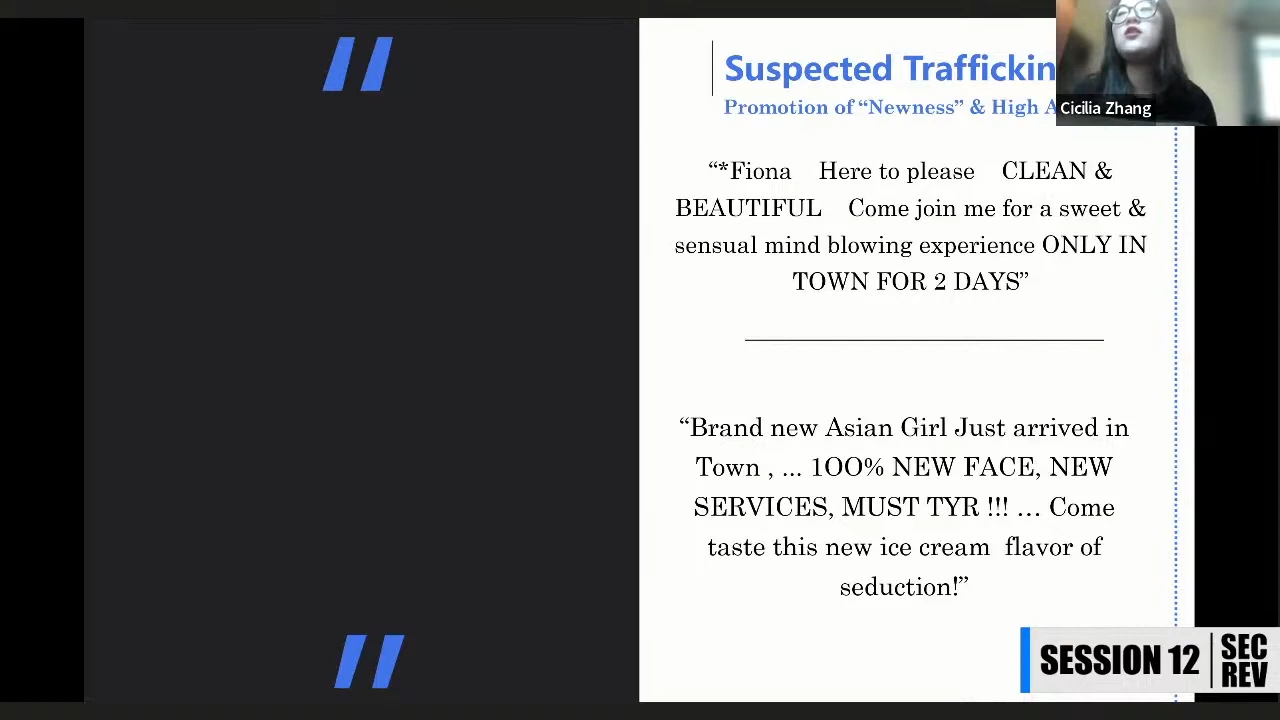 Suspected Traffickin
Promotion of “Newness” & High A
Cicilia Zhang
“*Fiona Here to please CLEAN &
BEAUTIFUL Come join me for a sweet &
sensual mind blowing experience ONLY IN
TOWN FOR 2 DAYS”
“Brand new Asian Girl Just arrived in
Town , ... 1OO% NEW FACE, NEW
SERVICES, MUST TYR !!! … Come
taste this new ice cream flavor of
seduction!”
SESSION 12
SEC
REV